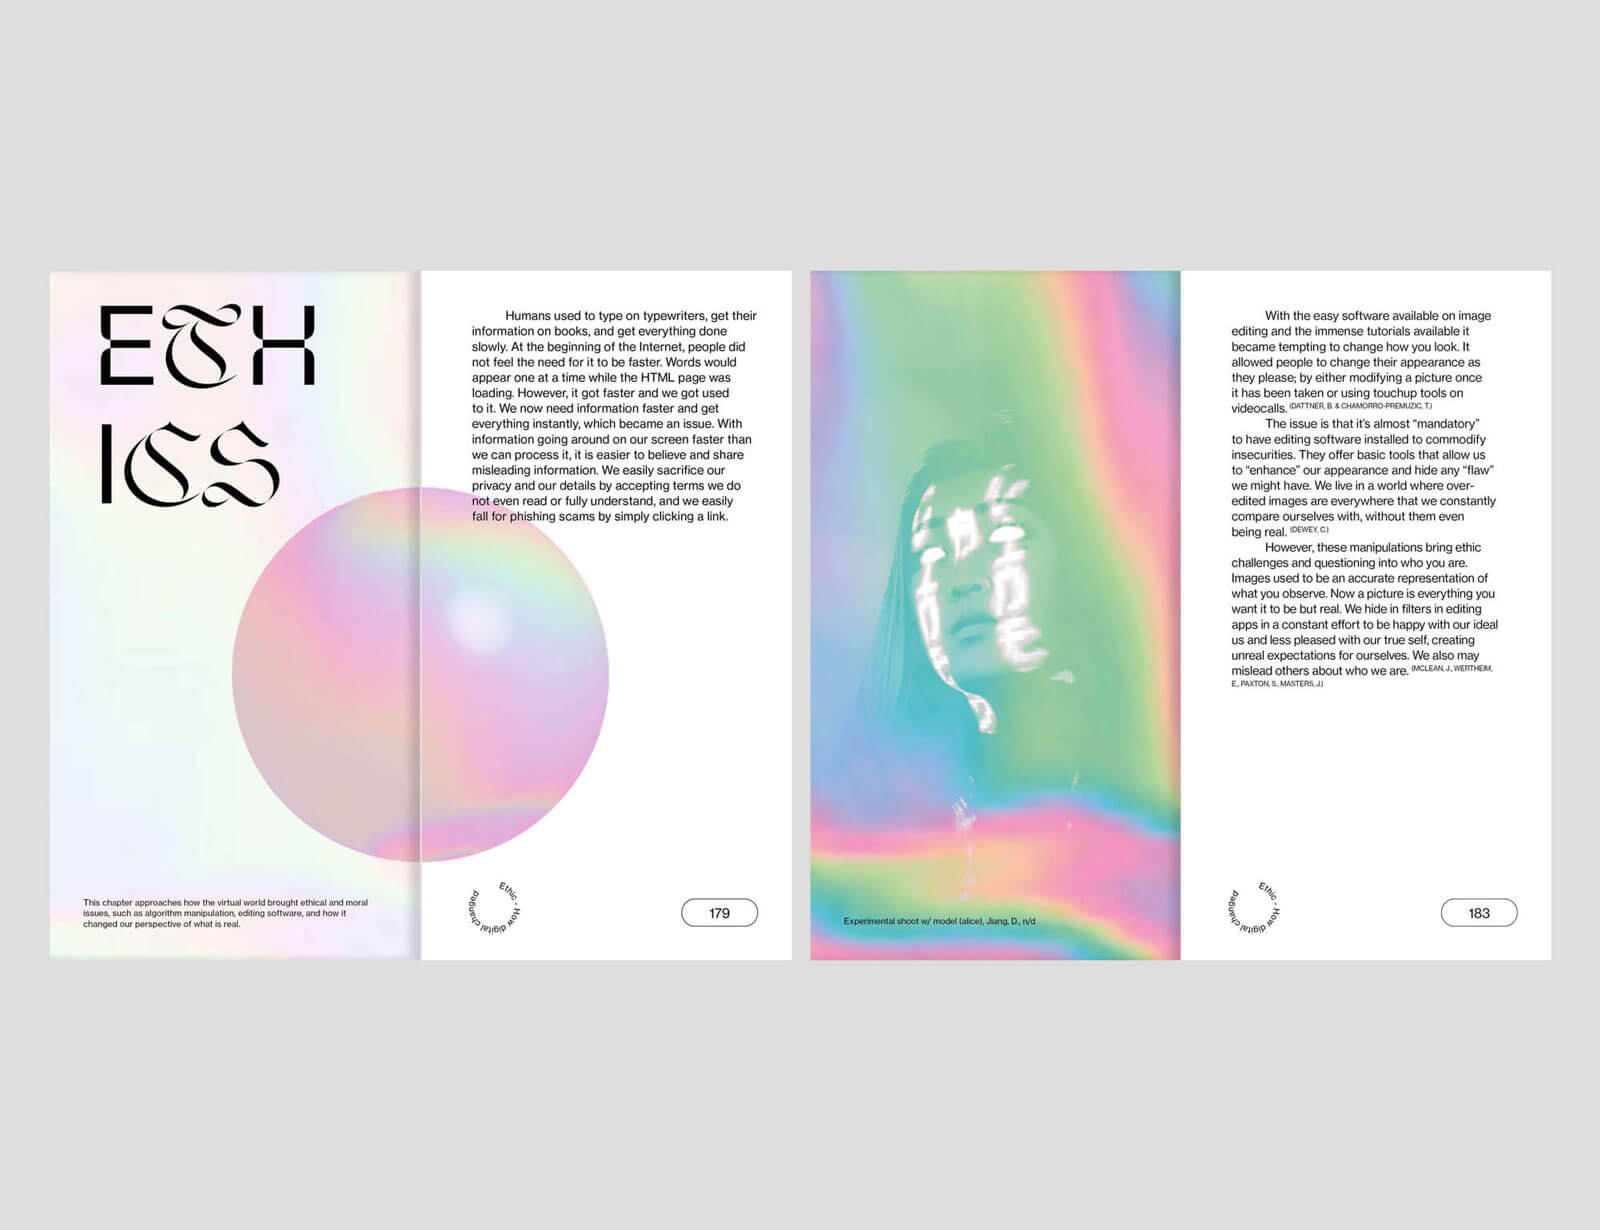 ETH
ICS
This chapter approaches how the virtual world brought ethical and moral
issues, such as algorithm manipulation, editing software, and how it
changed our perspective of what is real.
Humans used to type on typewriters, get their
information on books, and get everything done
slowly. At the beginning of the Internet, people did
not feel the need for it to be faster. Words would
appear one at a time while the HTML page was
loading. However, it got faster and we got used
to it. We now need information faster and get
everything instantly, which became an issue. With
information going around on our screen faster than
we can process it, it is easier to believe and share
misleading information. We easily sacrifice our
privacy and our details by accepting terms we do
not even read or fully understand, and we easily
fall for phishing scams by simply clicking a link.
Ethic - How digital changed
179
Experimental shoot w/ model (alice), Jiang, D., n/d
With the easy software available on image
editing and the immense tutorials available it
became tempting to change how you look. It
allowed people to change their appearance as
they please; by either modifying a picture once
it has been taken or using touchup tools on
videocalls. (DATTNER, B. & CHAMORRO-PREMUZIC, T.)
The issue is that it's almost “mandatory”
to have editing software installed to commodify
insecurities. They offer basic tools that allow us
to “enhance” our appearance and hide any “flaw”
we might have. We live in a world where over-
edited images are everywhere that we constantly
compare ourselves with, without them even
being real. (DEWEY, C.)
However, these manipulations bring ethic
challenges and questioning into who you are.
Images used to be an accurate representation of
what you observe. Now a picture is everything you
want it to be but real. We hide in filters in editing
apps in a constant effort to be happy with our ideal
us and less pleased with our true self, creating
unreal expectations for ourselves. We also may
mislead others about who we are. (MCLEAN, J., WERTHEIM,
E., PAXTON, S., MASTERS, J.)
Ethic - How digital changed
183